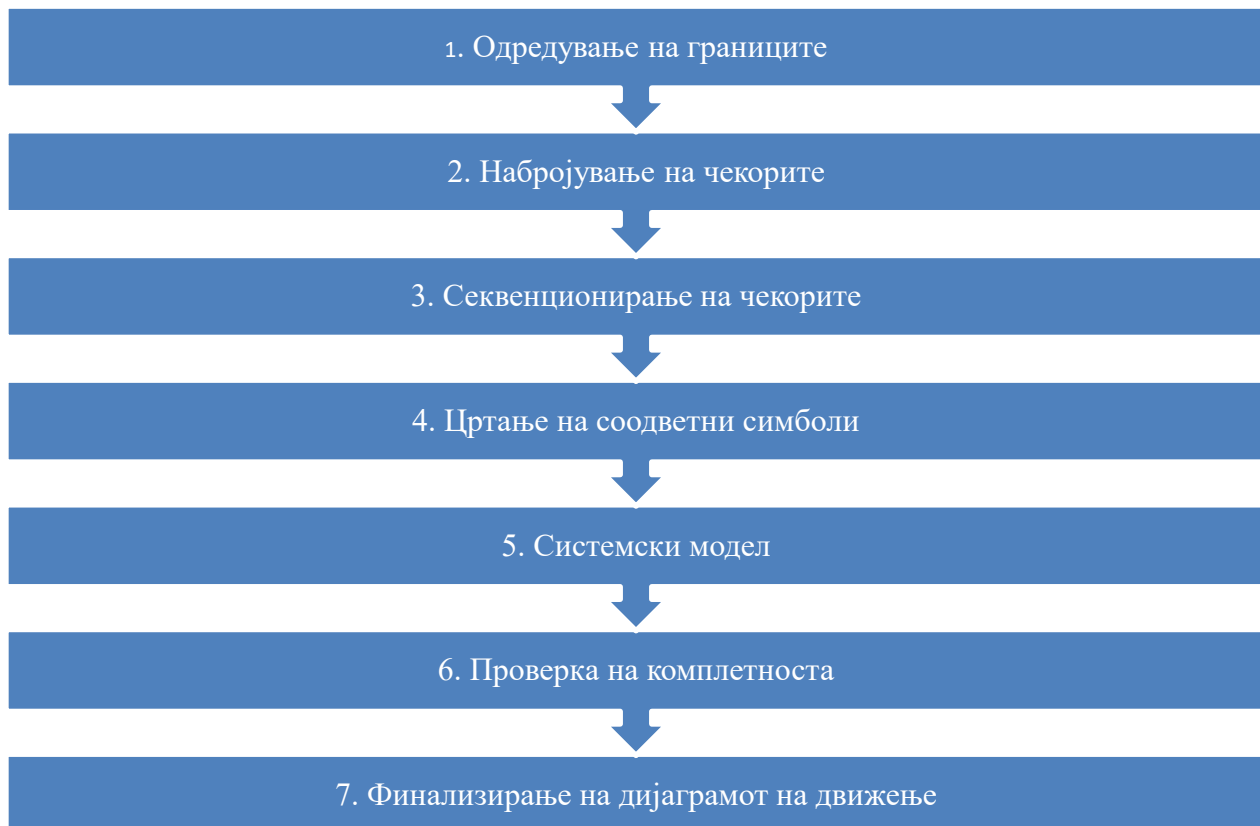 1. Одредување на границите
2. Набројување на чекорите
3. Секвенционирање на чекорите
4. Цртање на соодветни симболи
5. Системски модел
6. Проверка на комплетноста
7. Финализирање на дијаграмот на движење